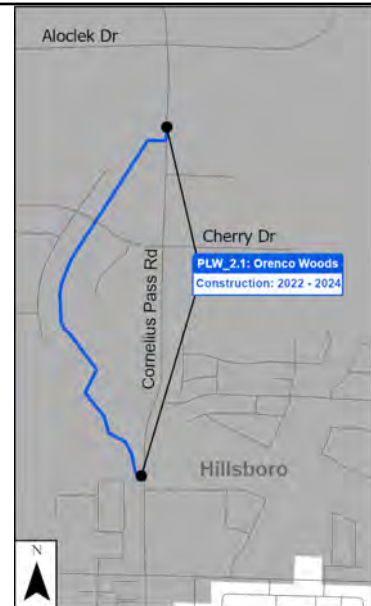 Aloclek Dr
Cherry Dr
PLW_2.1: Orenco Woods
Construction: 2022 - 2024
Cornelius Pass Rd
Hillsboro
N